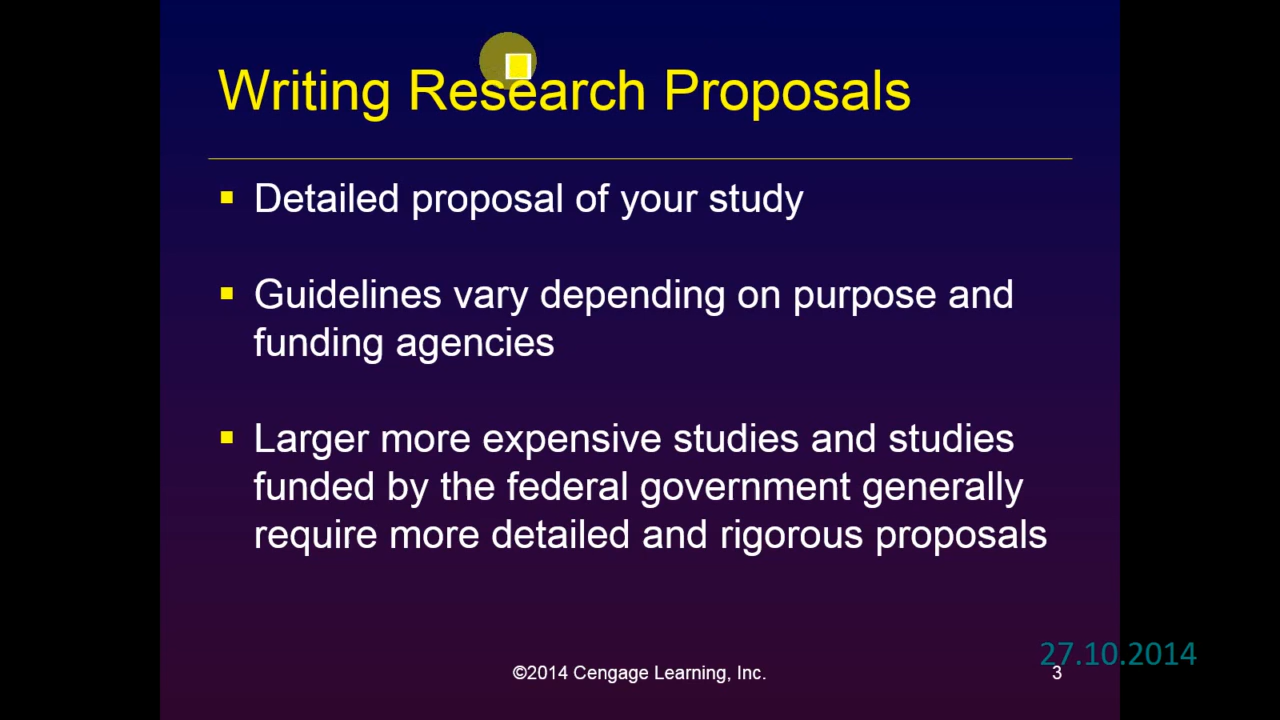 Writing Research Proposals
Detailed proposal of your study
Guidelines vary depending on purpose and
funding agencies
Larger more expensive studies and studies
funded by the federal government generally
require more detailed and rigorous proposals
27.10.2014
©2014 Cengage Learning, Inc.
3